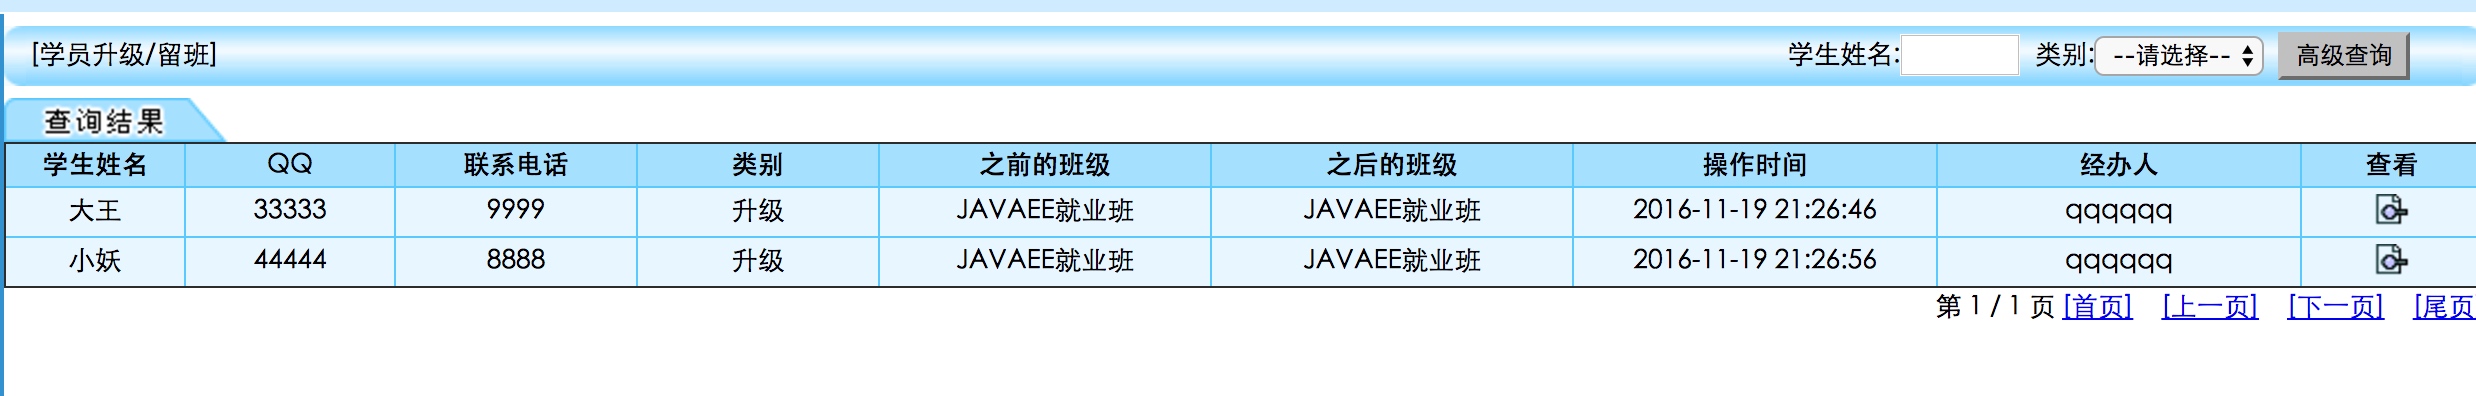 [学员升级/留班] 学生姓名: 类别: --请选择-- 高级查询
查询结果
学生姓名 QQ 联系电话 类别 之前的班级 之后的班级 操作时间 经办人 查看
大王 33333 9999 升级 JAVAEE就业班 JAVAEE就业班 2016-11-19 21:26:46 qqqqqq
小妖 44444 8888 升级 JAVAEE就业班 JAVAEE就业班 2016-11-19 21:26:56 qqqqqq
第 1 / 1 页 [首页] [上一页] [下一页] [尾页